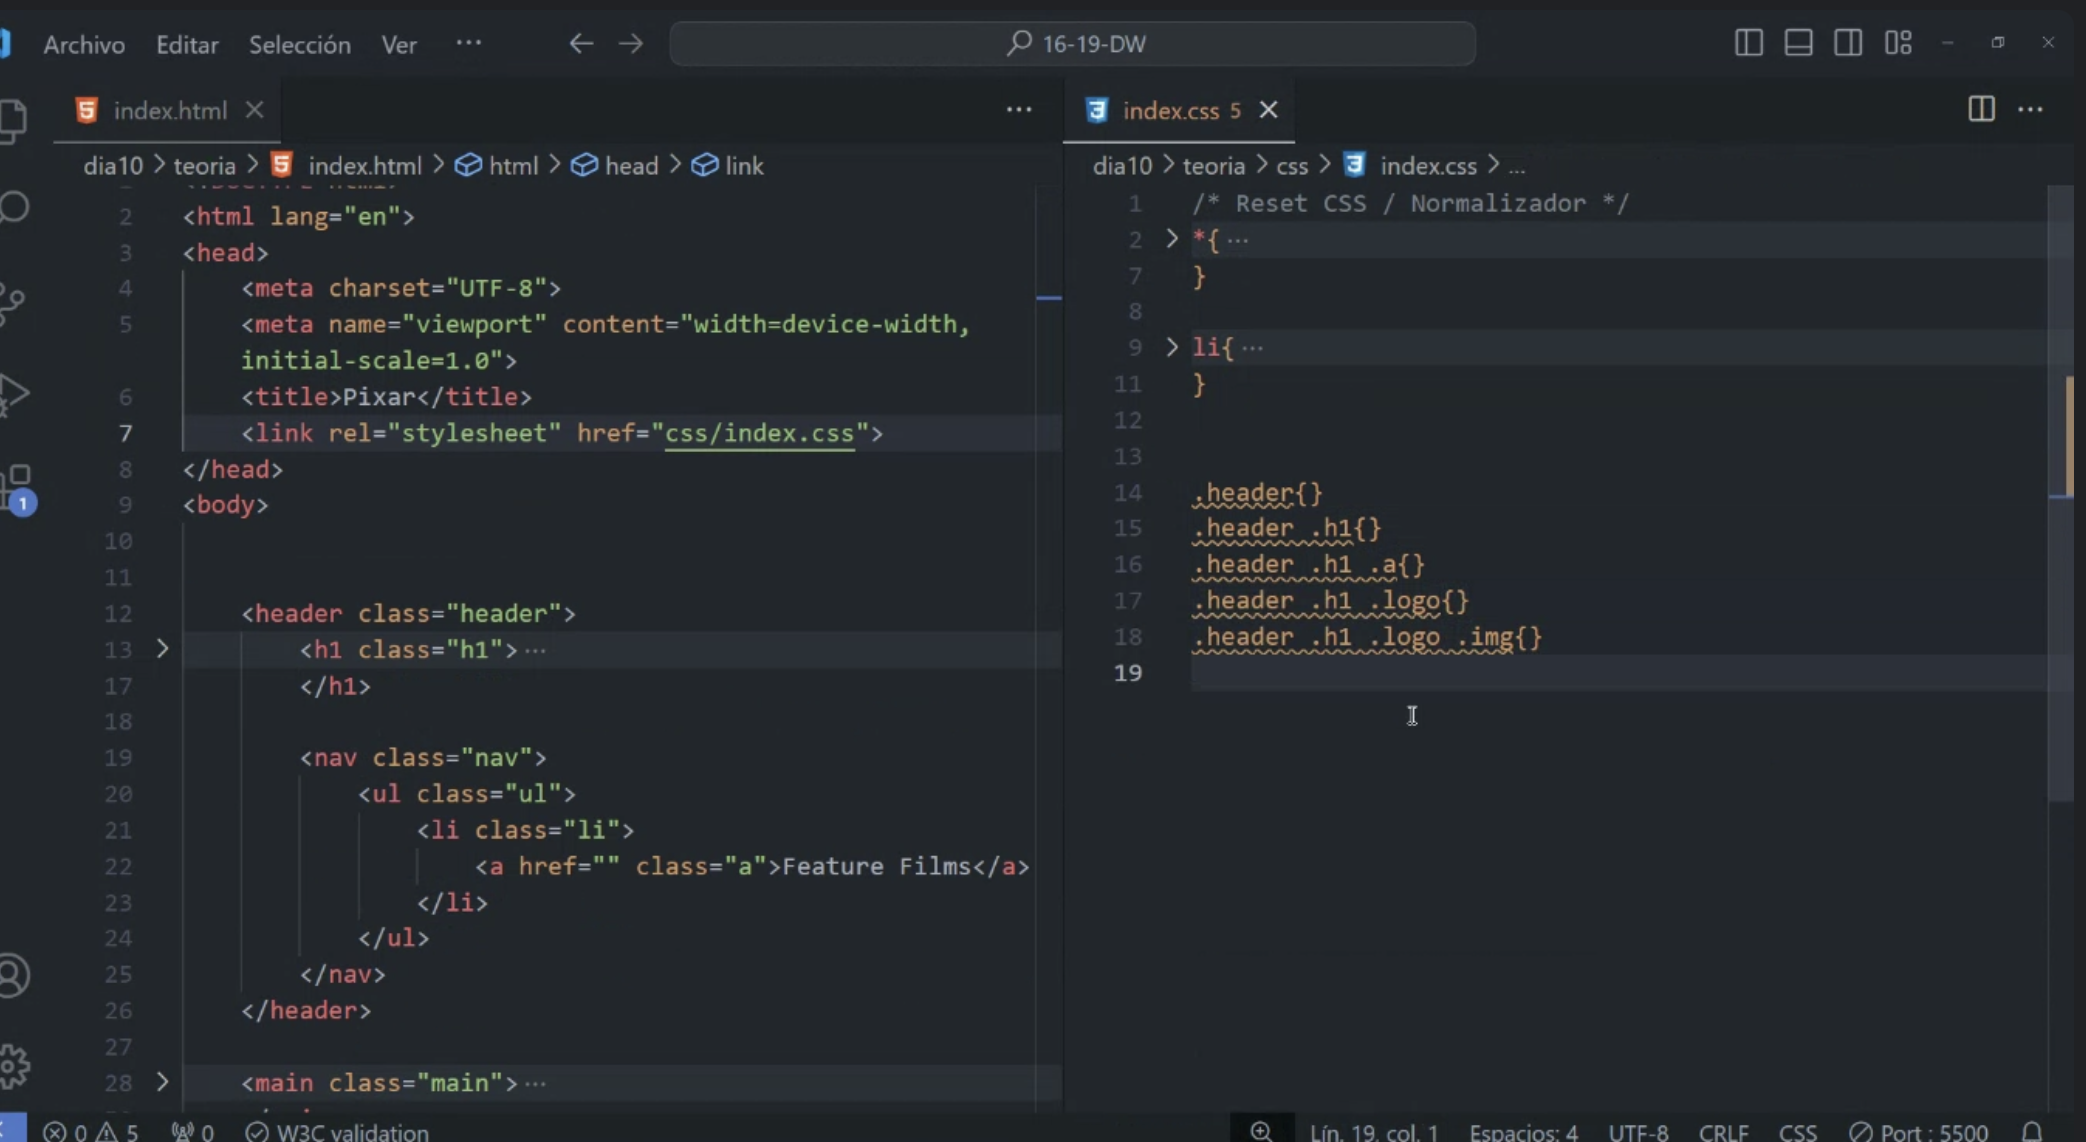 Archivo Editar Selección Ver ··· 16-19-DW
index.html
index.css 5
dia10 > teoria > index.html > html > head > link
2 <html lang="en">
3 <head>
4 <meta charset="UTF-8">
5 <meta name="viewport" content="width=device-width,
initial-scale=1.0">
6 <title>Pixar</title>
7 <link rel="stylesheet" href="css/index.css">
8 </head>
9 <body>
10
11
12 <header class="header">
13 <h1 class="h1">···
17 </h1>
18
19 <nav class="nav">
20 <ul class="ul">
21 <li class="li">
22 <a href="" class="a">Feature Films</a>
23 </li>
24 </ul>
25 </nav>
26 </header>
27
28 <main class="main">···
dia10 > teoria > css > index.css > ...
1 /* Reset CSS / Normalizador */
2 *{···
7 }
8
9 li{···
11 }
12
13
14 .header{}
15 .header .h1{}
16 .header .h1 .a{}
17 .header .h1 .logo{}
18 .header .h1 .logo .img{}
19
1
0 5 0 W3C validation Lín. 19, col. 1 Espacios: 4 UTF-8 CRLF CSS Port : 5500